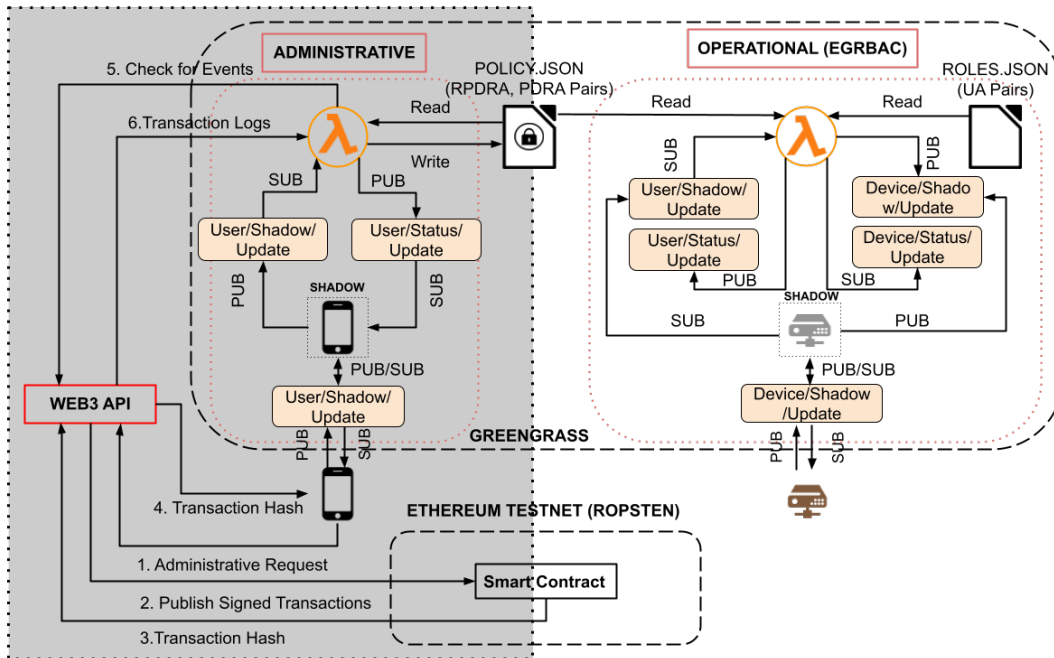 ADMINISTRATIVE
OPERATIONAL (EGRBAC)
5. Check for Events
POLICY.JSON
(RPDRA, PDRA Pairs)
ROLES.JSON
(UA Pairs)
Read
Read
Read
6.Transaction Logs
Write
SUB
PUB
SUB
PUB
User/Shadow/
Update
User/Status/
Update
User/Shadow/
Update
Device/Shado
w/Update
User/Status/
Update
Device/Status/
Update
PUB
SUB
PUB
SUB
SHADOW
SHADOW
SUB
PUB
PUB/SUB
PUB/SUB
User/Shadow/
Update
Device/Shadow
/Update
WEB3 API
GREENGRASS
PUB
SUB
PUB
SUB
4. Transaction Hash
ETHEREUM TESTNET (ROPSTEN)
1. Administrative Request
Smart Contract
2. Publish Signed Transactions
3.Transaction Hash